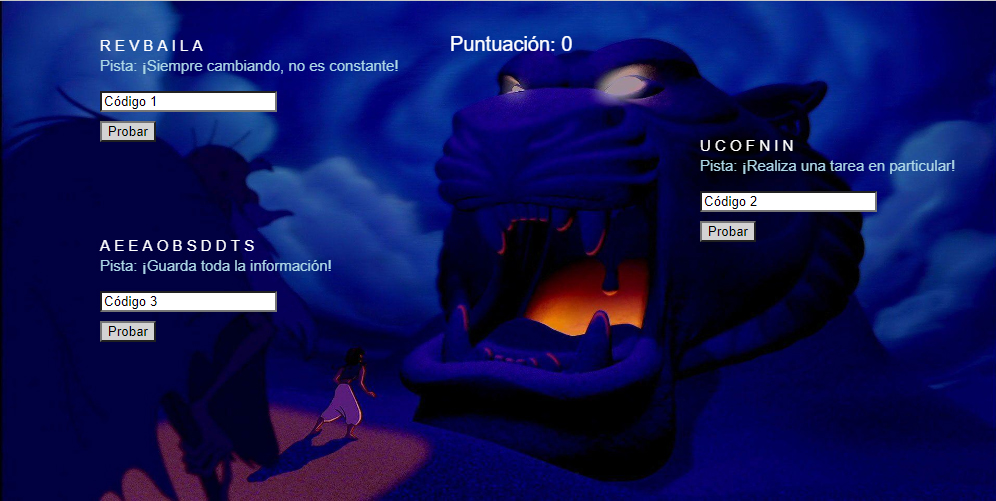 Puntuación: 0
R E V B A I L A
Pista: ¡Siempre cambiando, no es constante!
Código 1
Probar
U C O F N I N
Pista: ¡Realiza una tarea en particular!
Código 2
Probar
A E E A O B S D D T S
Pista: ¡Guarda toda la información!
Código 3
Probar